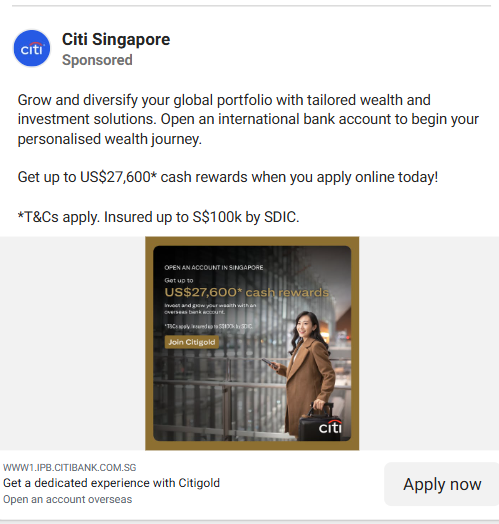 citi
Citi Singapore
Sponsored
Grow and diversify your global portfolio with tailored wealth and
investment solutions. Open an international bank account to begin your
personalised wealth journey.
Get up to US$27,600* cash rewards when you apply online today!
*T&Cs apply. Insured up to S$100k by SDIC.
OPEN AN ACCOUNT IN SINGAPORE
Get up to
US$27,600* cash rewards
Invest and grow your wealth with an
overseas bank account.
*T&Cs apply. Insured up to S$100k by SDIC
Join Citigold
citi
WWW1.IPB.CITIBANK.COM.SG
Get a dedicated experience with Citigold
Open an account overseas
Apply now